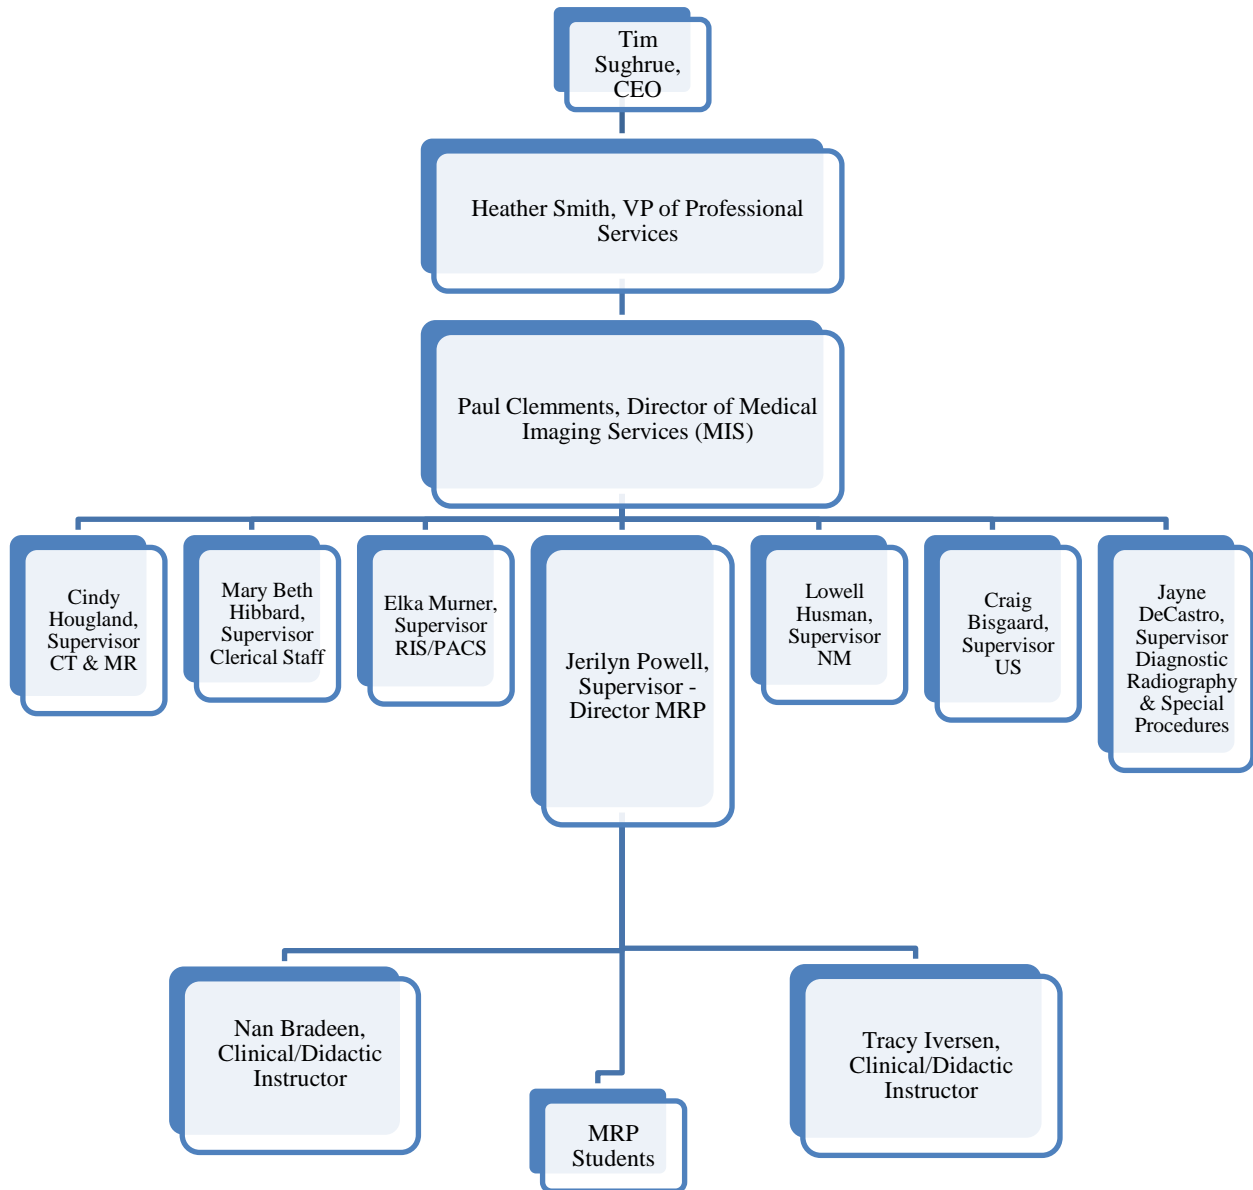 Tim
Sughrue,
CEO
Heather Smith, VP of Professional
Services
Paul Clemments, Director of Medical
Imaging Services (MIS)
Cindy
Hougland,
Supervisor
CT & MR
Mary Beth
Hibbard,
Supervisor
Clerical Staff
Elka Murner,
Supervisor
RIS/PACS
Jerilyn Powell,
Supervisor -
Director MRP
Lowell
Husman,
Supervisor
NM
Craig
Bisgaard,
Supervisor
US
Jayne
DeCastro,
Supervisor
Diagnostic
Radiography
& Special
Procedures
Nan Bradeen,
Clinical/Didactic
Instructor
MRP
Students
Tracy Iversen,
Clinical/Didactic
Instructor